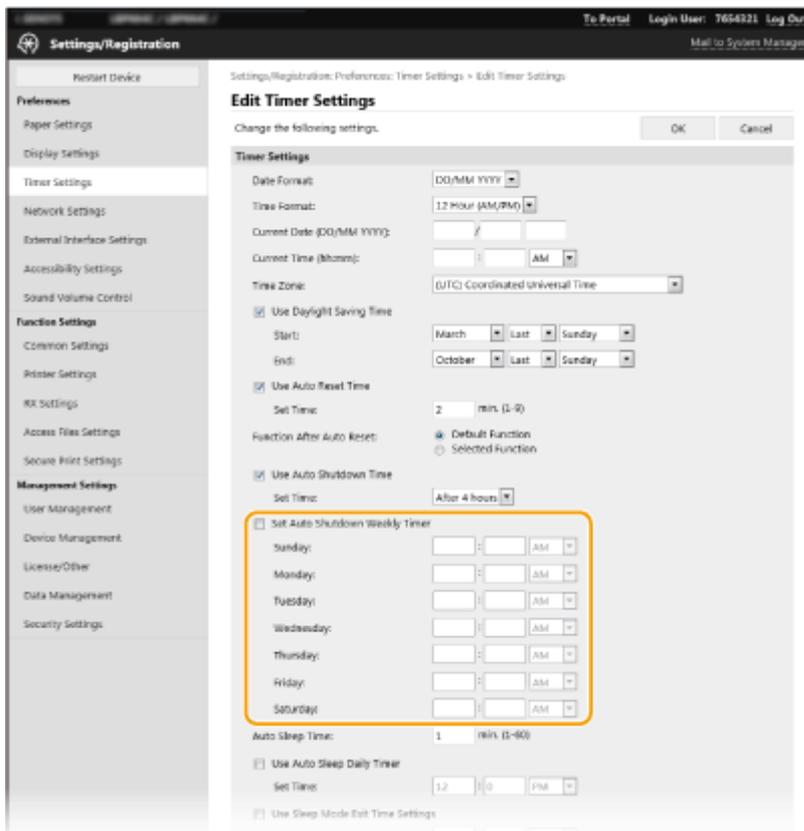 To Portal Login User: 7654321 Log Ou
Settings/Registration
Mail to System Manage
Restart Device
Preferences
Paper Settings
Display Settings
Timer Settings
Network Settings
External Interface Settings
Accessibility Settings
Sound Volume Control
Function Settings
Common Settings
Printer Settings
RX Settings
Access Files Settings
Secure Print Settings
Management Settings
User Management
Device Management
License/Other
Data Management
Security Settings
Settings/Registration: Preferences: Timer Settings > Edit Timer Settings
Edit Timer Settings
Change the following settings.
OK Cancel
Timer Settings
Date Format: DD/MM YYYY
Time Format: 12 Hour (AM/PM)
Current Date (DD/MM YYYY): /
Current Time (hh:mm): : AM
Time Zone: (UTC) Coordinated Universal Time
Use Daylight Saving Time
Start: March Last Sunday
End: October Last Sunday
Use Auto Reset Time
Set Time: 2 min. (1-9)
Function After Auto Reset: Default Function
Selected Function
Use Auto Shutdown Time
Set Time: After 4 hours
Set Auto Shutdown Weekly Timer
Sunday: : AM
Monday: : AM
Tuesday: : AM
Wednesday: : AM
Thursday: : AM
Friday: : AM
Saturday: : AM
Auto Sleep Time: 1 min. (1-60)
Use Auto Sleep Daily Timer
Set Time: 12 : 0 PM
Use Sleep Mode Exit Time Settings